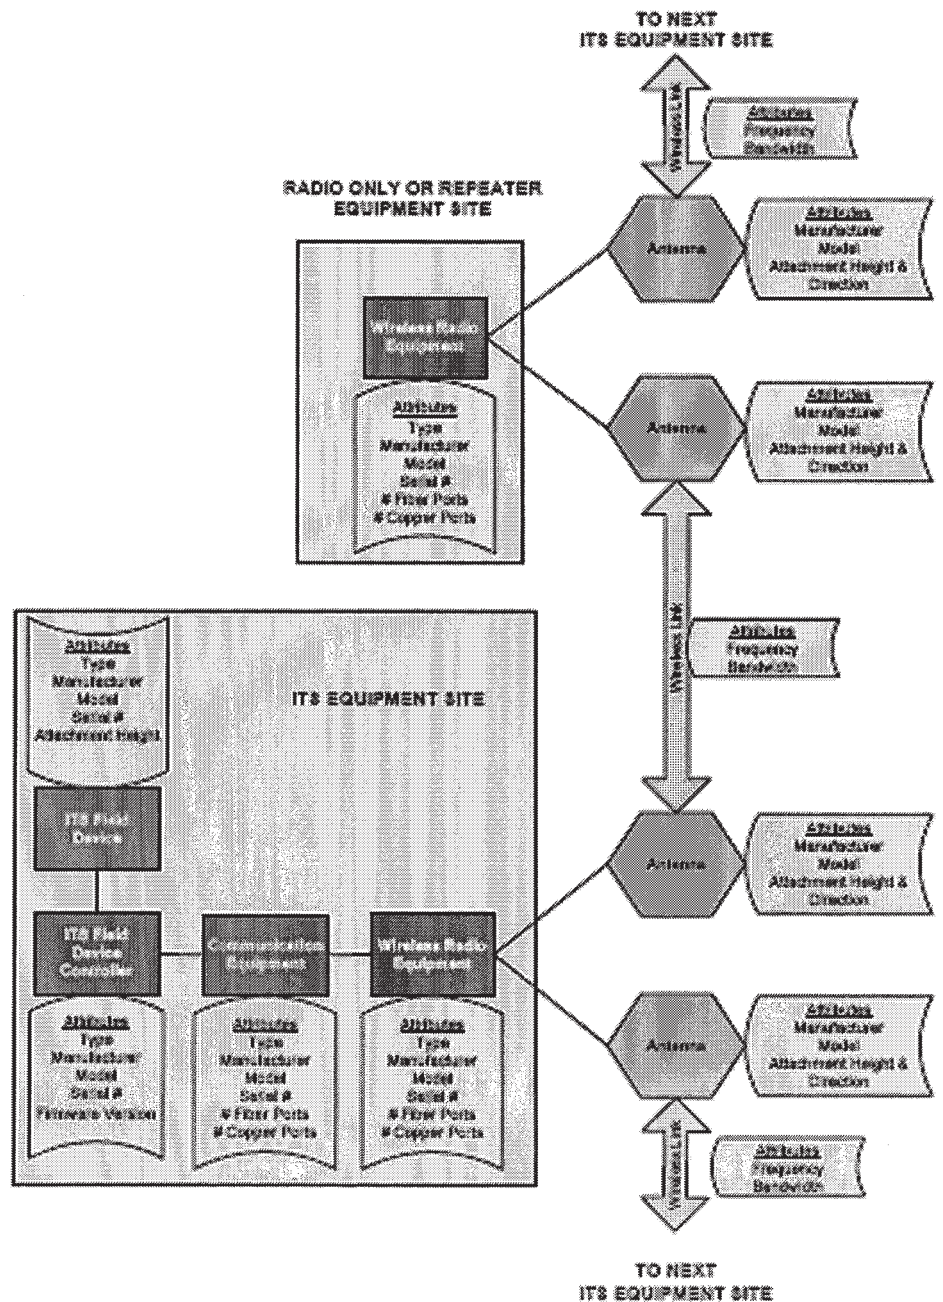 TO NEXT
ITS EQUIPMENT SITE
Wireless Link
Attributes
Frequency
Bandwidth
RADIO ONLY OR REPEATER
EQUIPMENT SITE
Antenna
Attributes
Manufacturer
Model
Attachment Height &
Direction
Wireless Radio
Equipment
Attributes
Type
Manufacturer
Model
Serial #
# Fiber Ports
# Copper Ports
Antenna
Attributes
Manufacturer
Model
Attachment Height &
Direction
Wireless Link
Attributes
Frequency
Bandwidth
ITS EQUIPMENT SITE
Attributes
Type
Manufacturer
Model
Serial #
Attachment Height
ITS Field
Device
Antenna
Attributes
Manufacturer
Model
Attachment Height &
Direction
ITS Field
Device
Controller
Communication
Equipment
Wireless Radio
Equipment
Attributes
Type
Manufacturer
Model
Serial #
Firmware Version
Attributes
Type
Manufacturer
Model
Serial #
# Fiber Ports
# Copper Ports
Attributes
Type
Manufacturer
Model
Serial #
# Fiber Ports
# Copper Ports
Antenna
Attributes
Manufacturer
Model
Attachment Height &
Direction
Wireless Link
Attributes
Frequency
Bandwidth
TO NEXT
ITS EQUIPMENT SITE